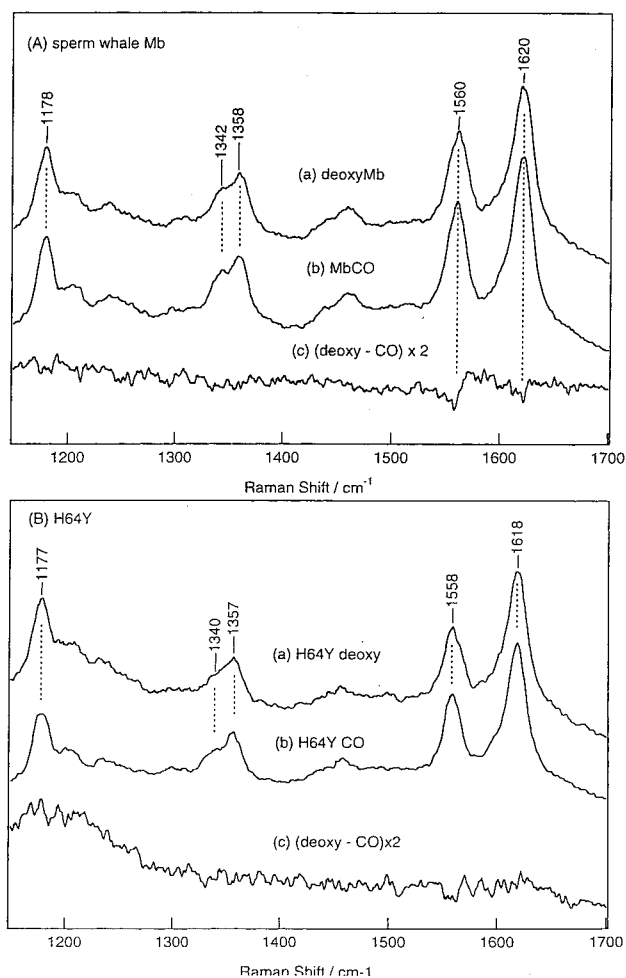 (A) sperm whale Mb
1178
1342
1358
1560
1620
(a) deoxyMb
(b) MbCO
(c) (deoxy - CO) x 2
1200 1300 1400 1500 1600 1700
Raman Shift / cm-1
(B) H64Y
1177
1340
1357
1558
1618
(a) H64Y deoxy
(b) H64Y CO
(c) (deoxy - CO)x2
1200 1300 1400 1500 1600 1700
Raman Shift / cm-1